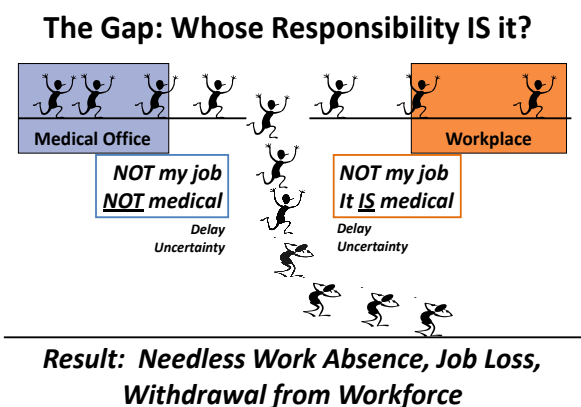 The Gap: Whose Responsibility IS it?
Medical Office
Workplace
NOT my job
NOT medical
NOT my job
It IS medical
Delay
Uncertainty
Delay
Uncertainty
Result: Needless Work Absence, Job Loss,
Withdrawal from Workforce